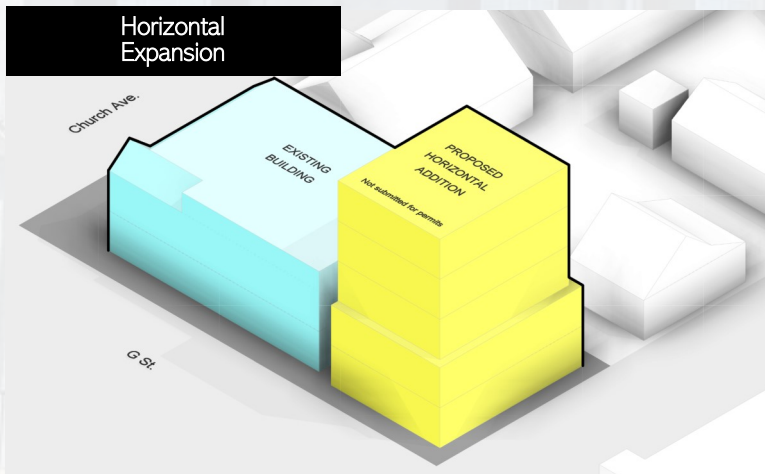 Horizontal
Expansion
Church Ave.
EXISTING
BUILDING
PROPOSED
HORIZONTAL
ADDITION
Not submitted for permits
G St.